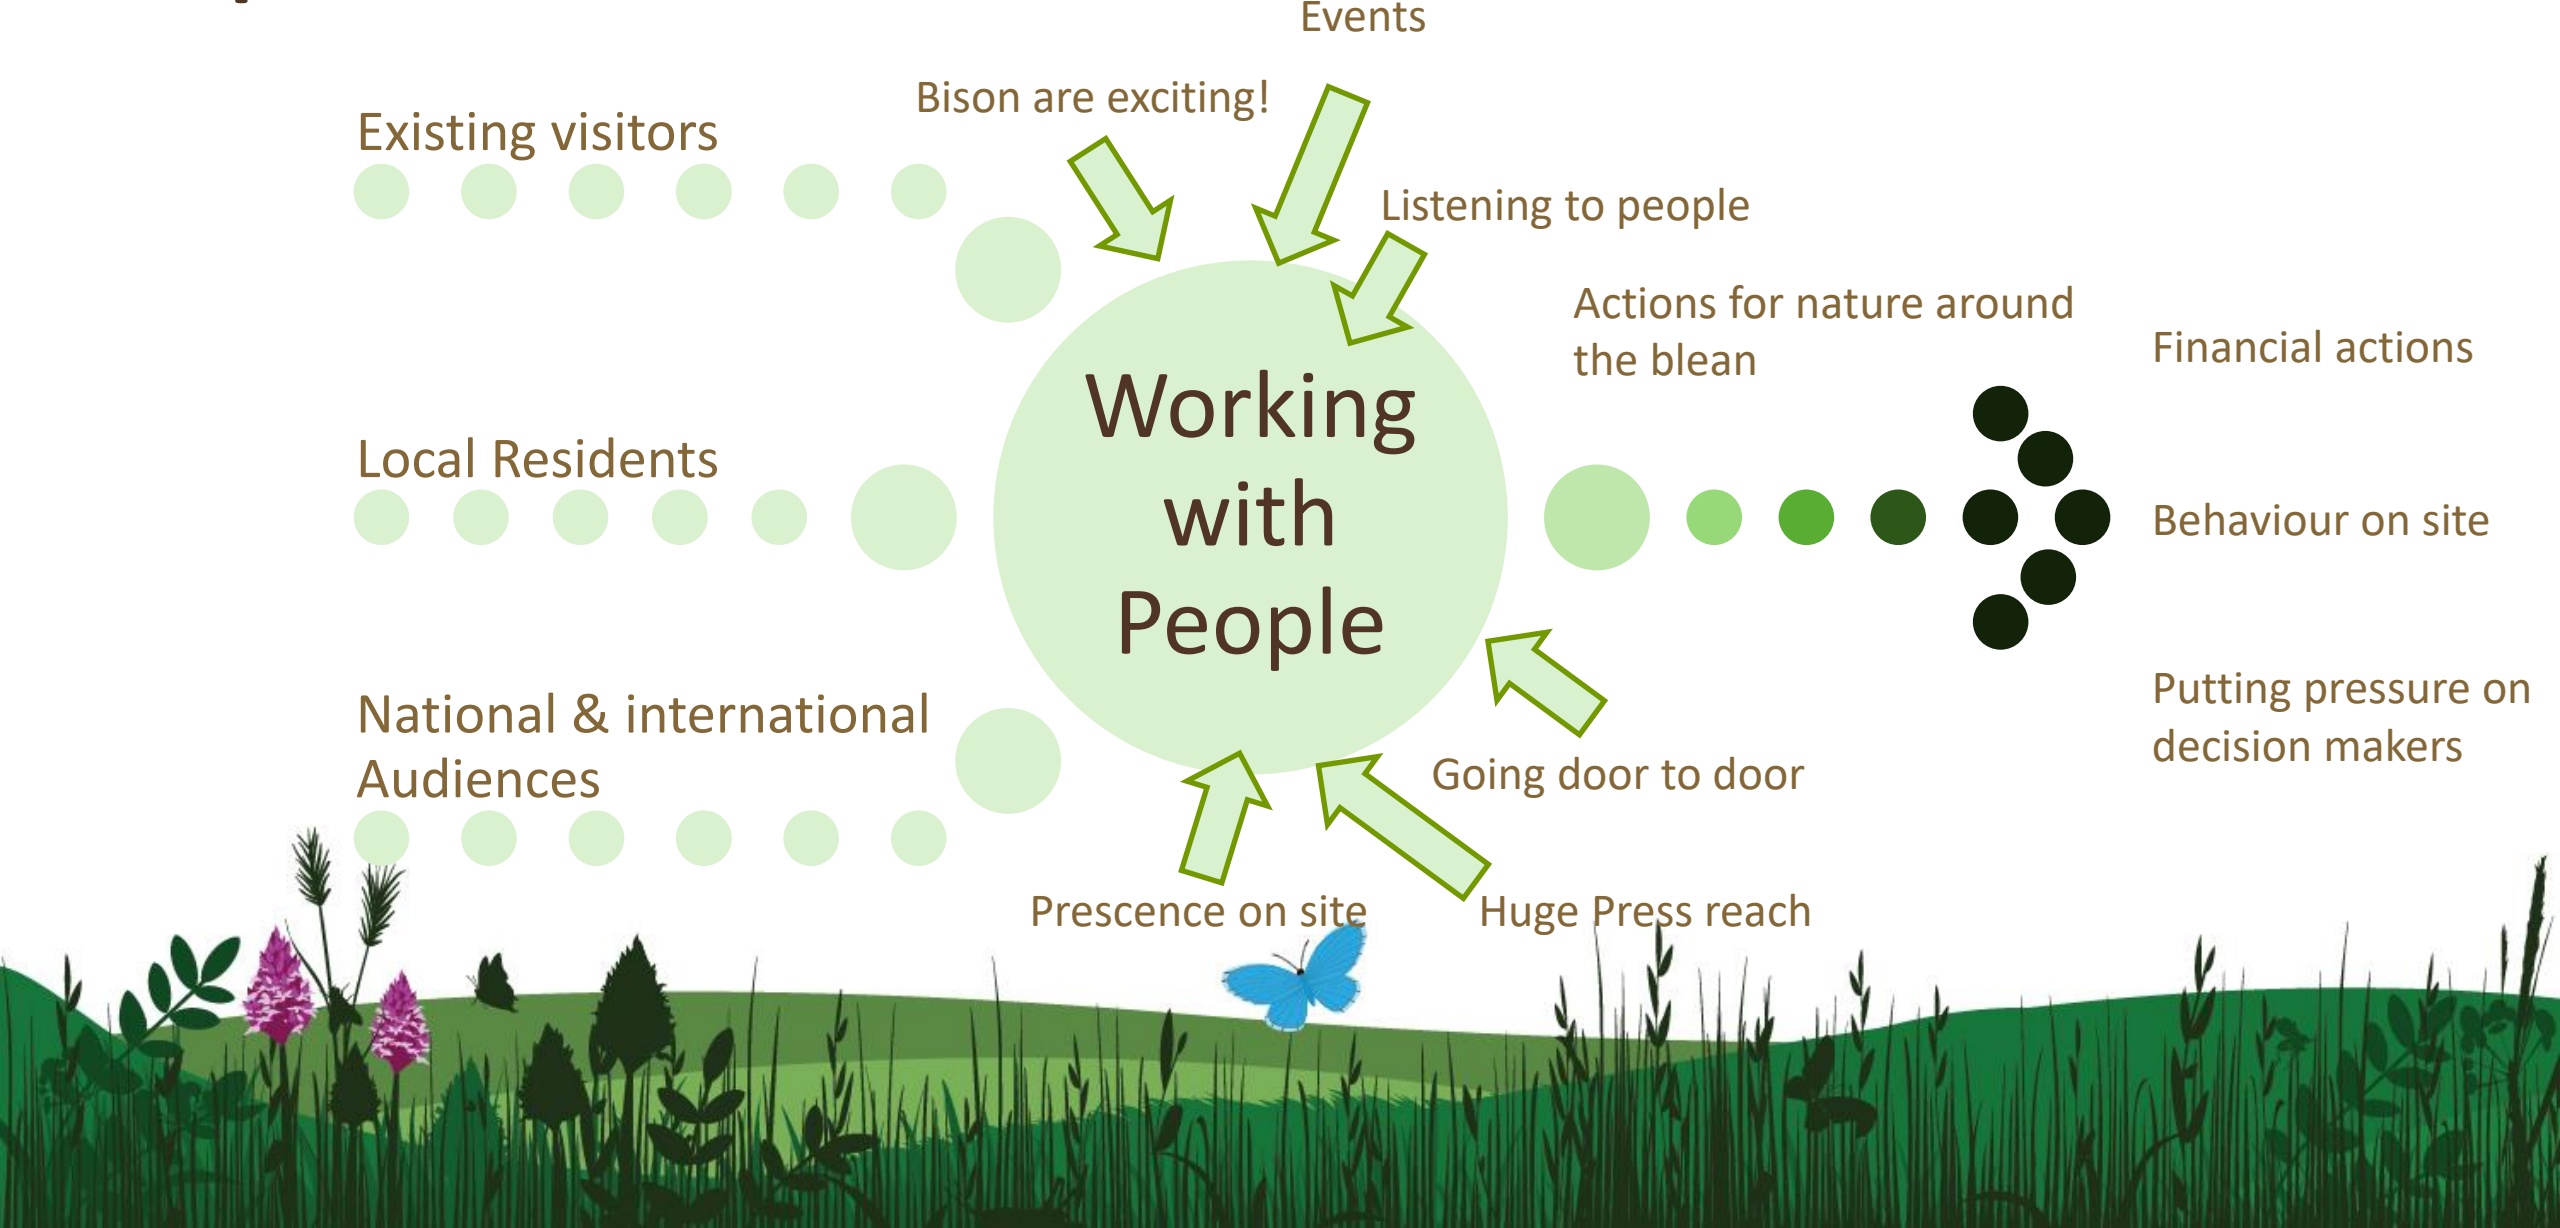 Events
Bison are exciting!
Existing visitors
Listening to people
Actions for nature around
the blean
Financial actions
Working
with
People
Local Residents
Behaviour on site
National & international
Audiences
Putting pressure on
decision makers
Going door to door
Prescence on site
Huge Press reach